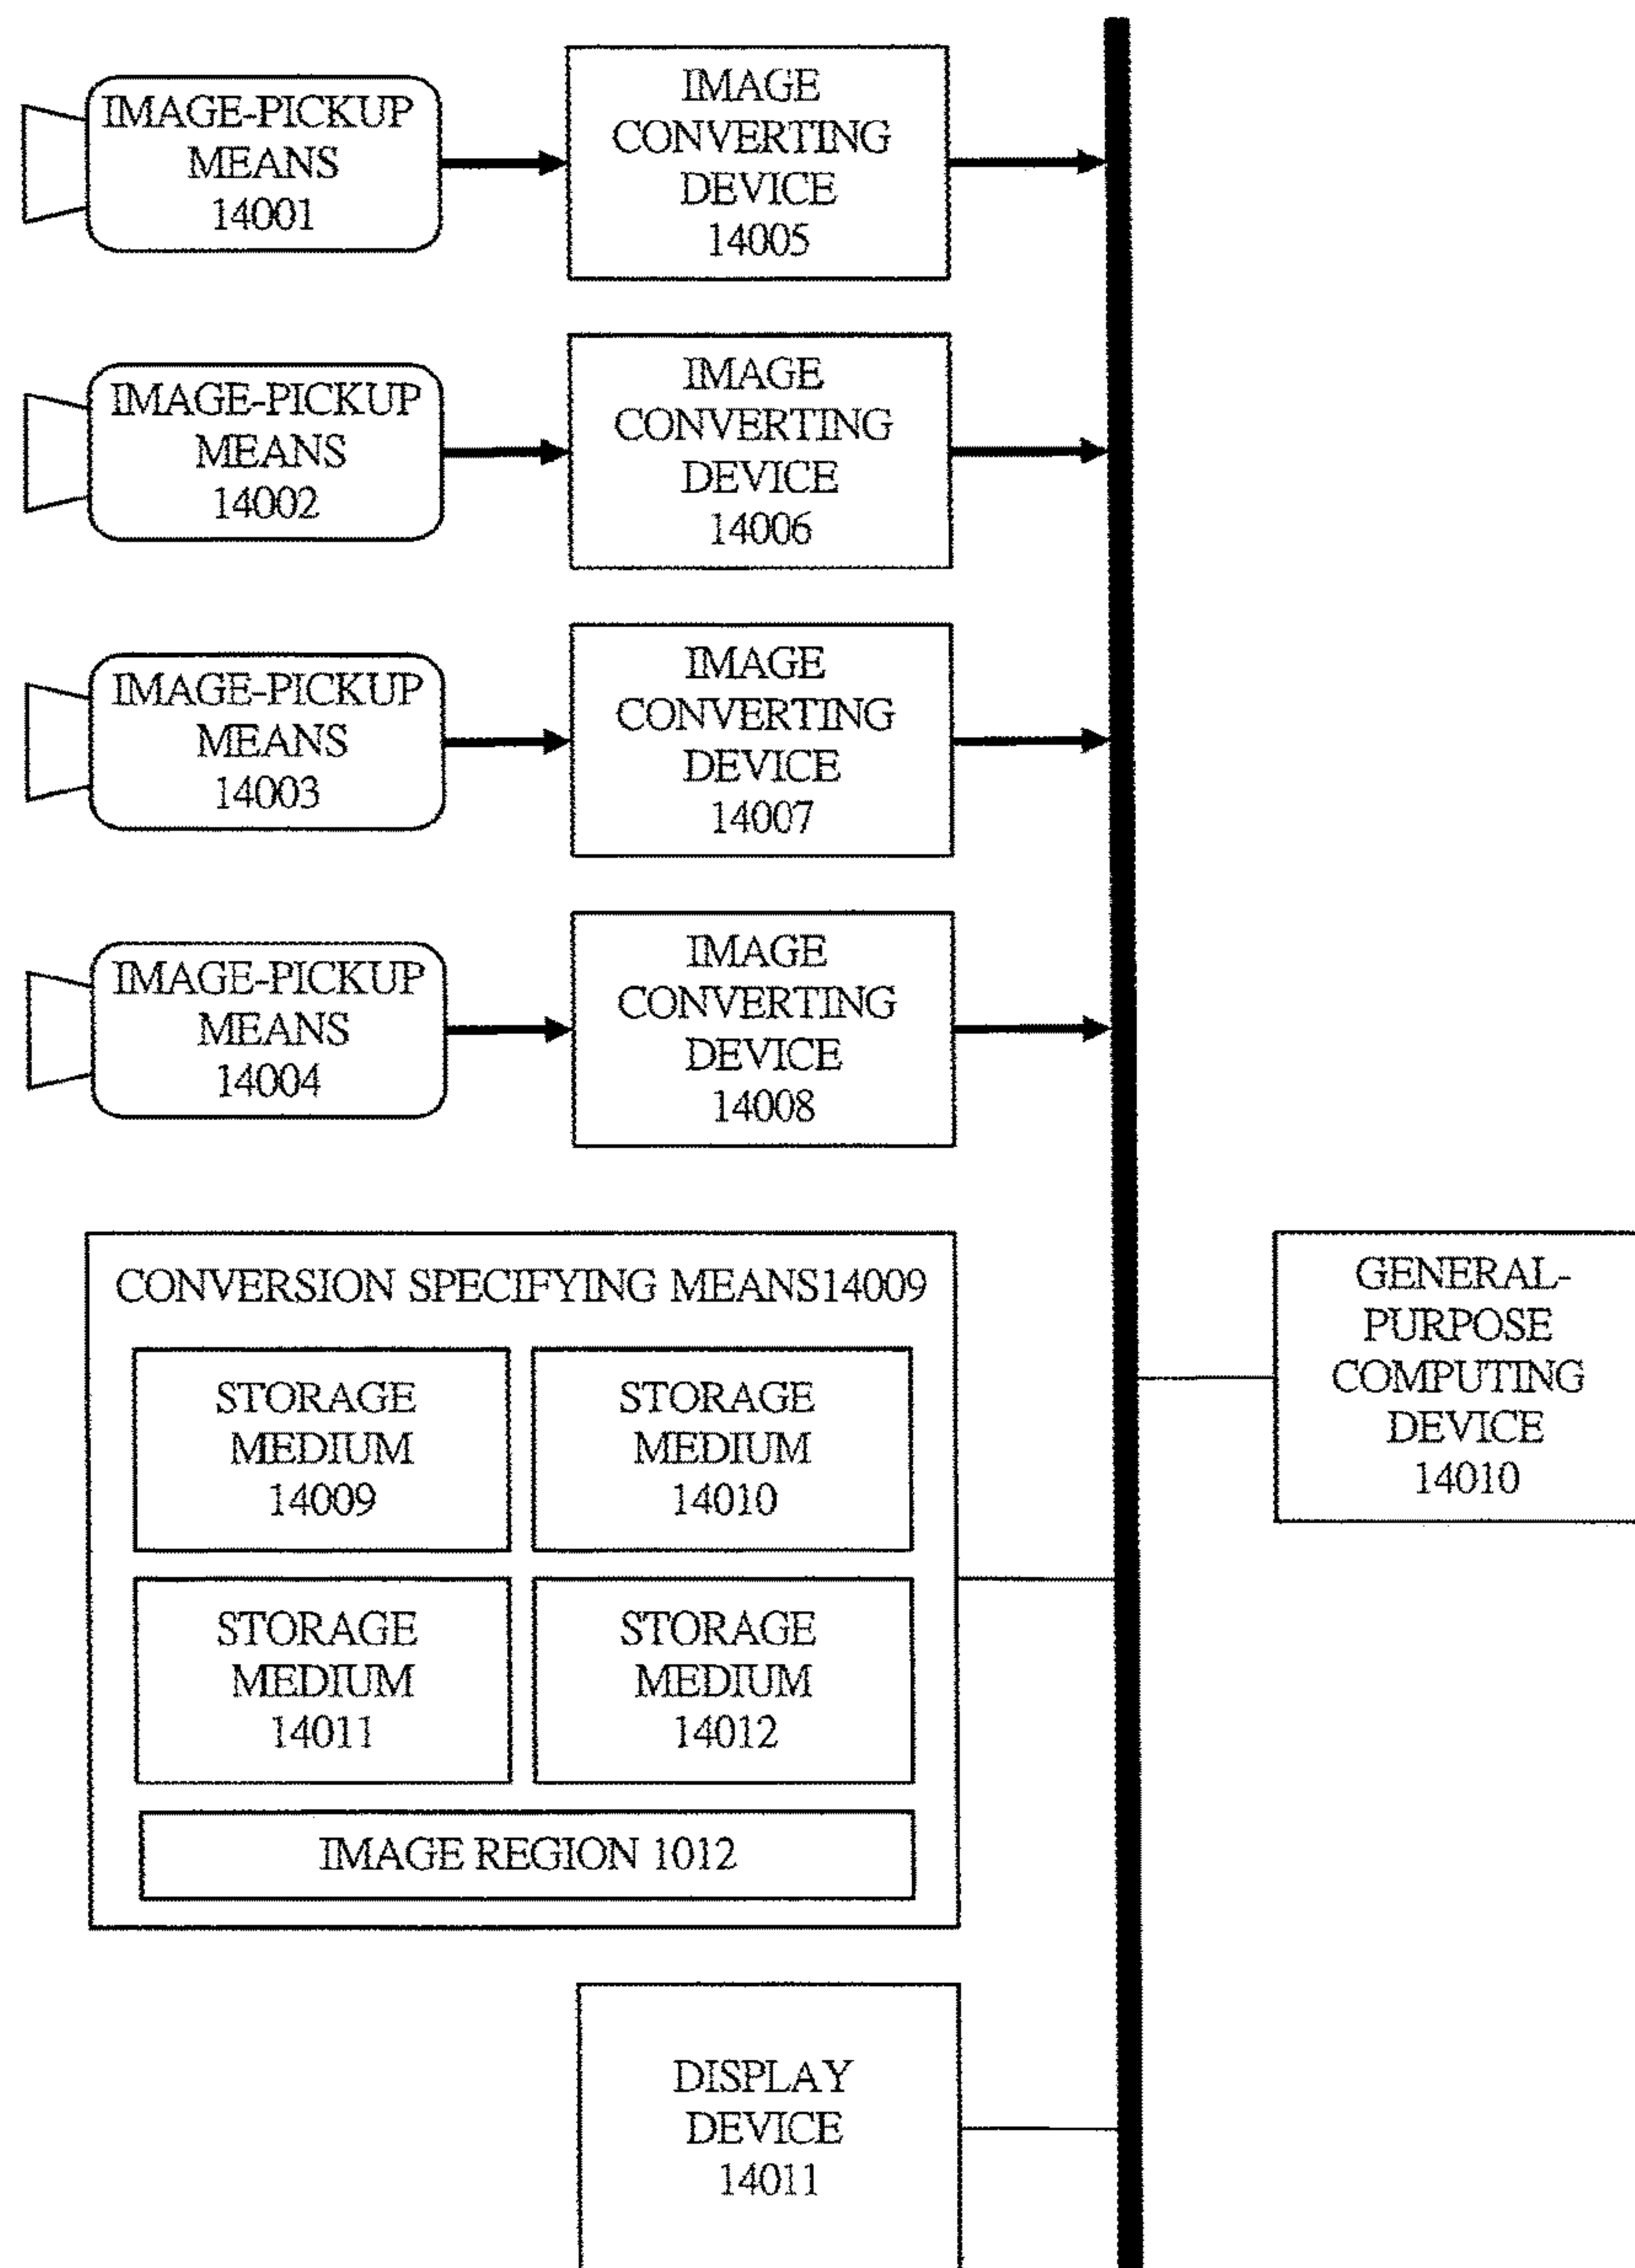 IMAGE-PICKUP
MEANS
14001
IMAGE
CONVERTING
DEVICE
14005
IMAGE-PICKUP
MEANS
14002
IMAGE
CONVERTING
DEVICE
14006
IMAGE-PICKUP
MEANS
14003
IMAGE
CONVERTING
DEVICE
14007
IMAGE-PICKUP
MEANS
14004
IMAGE
CONVERTING
DEVICE
14008
CONVERSION SPECIFYING MEANS14009
STORAGE
MEDIUM
14009
STORAGE
MEDIUM
14010
STORAGE
MEDIUM
14011
STORAGE
MEDIUM
14012
IMAGE REGION 1012
GENERAL-
PURPOSE
COMPUTING
DEVICE
14010
DISPLAY
DEVICE
14011